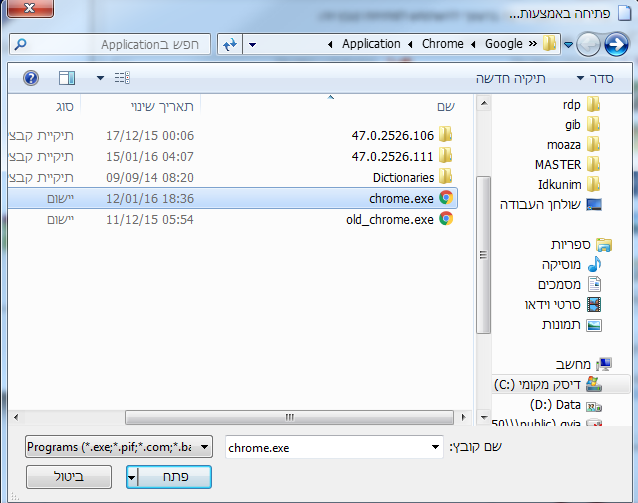 פתיחה באמצעות...
Google Chrome Application
חפש בApplication
סדר תיקיה חדשה
שם תאריך שינוי סוג
47.0.2526.106 17/12/15 00:06 תיקיית קבצ
47.0.2526.111 15/01/16 04:07 תיקיית קבצ
Dictionaries 09/09/14 08:20 תיקיית קבצ
chrome.exe 12/01/16 18:36 יישום
old_chrome.exe 11/12/15 05:54 יישום
rdp
gib
moaza
MASTER
Idkunim
שולחן העבודה
ספריות
מוסיקה
מסמכים
סרטי וידאו
תמונות
מחשב
דיסק מקומי (C:)
Data (D:)
שם קובץ: chrome.exe
Programs (*.exe;*.pif;*.com;*.ba
פתח ביטול